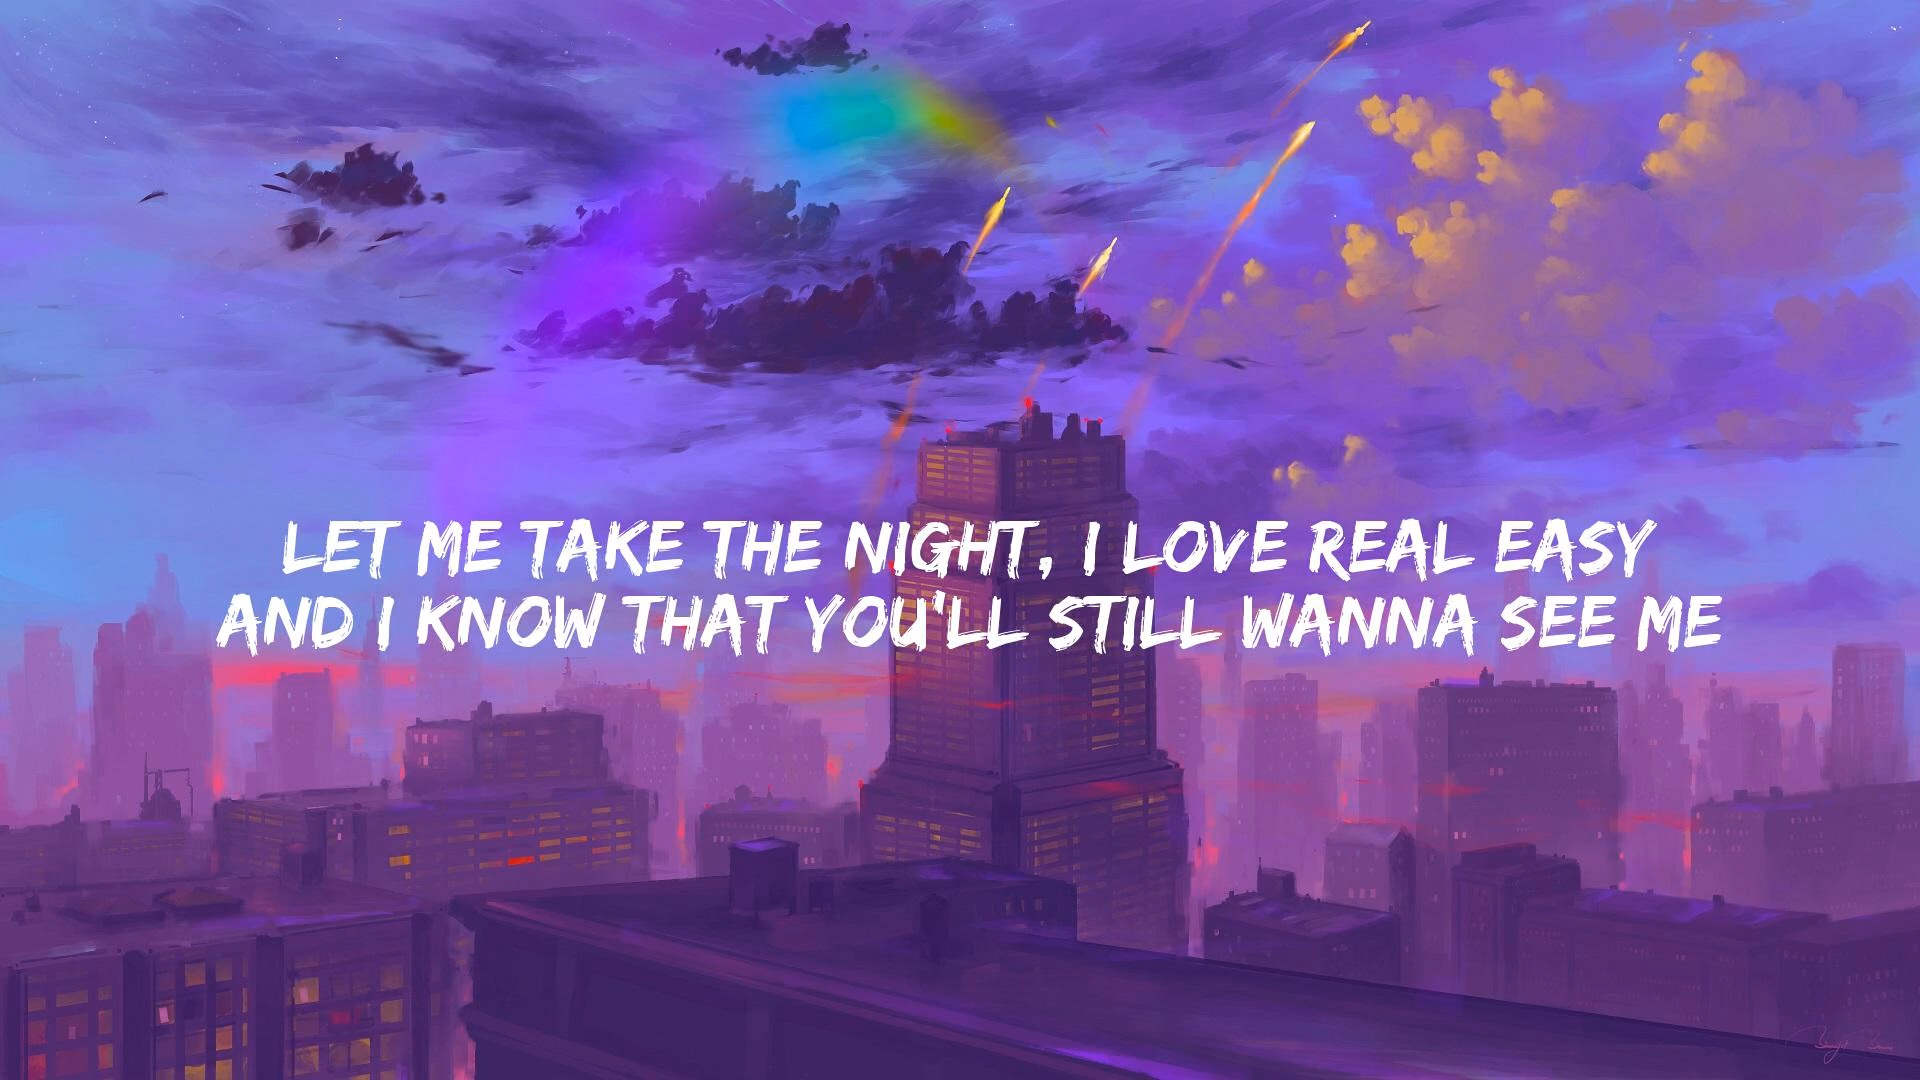 LET ME TAKE THE NIGHT, I LOVE REAL EASY
AND I KNOW THAT YOU'LL STILL WANNA SEE ME